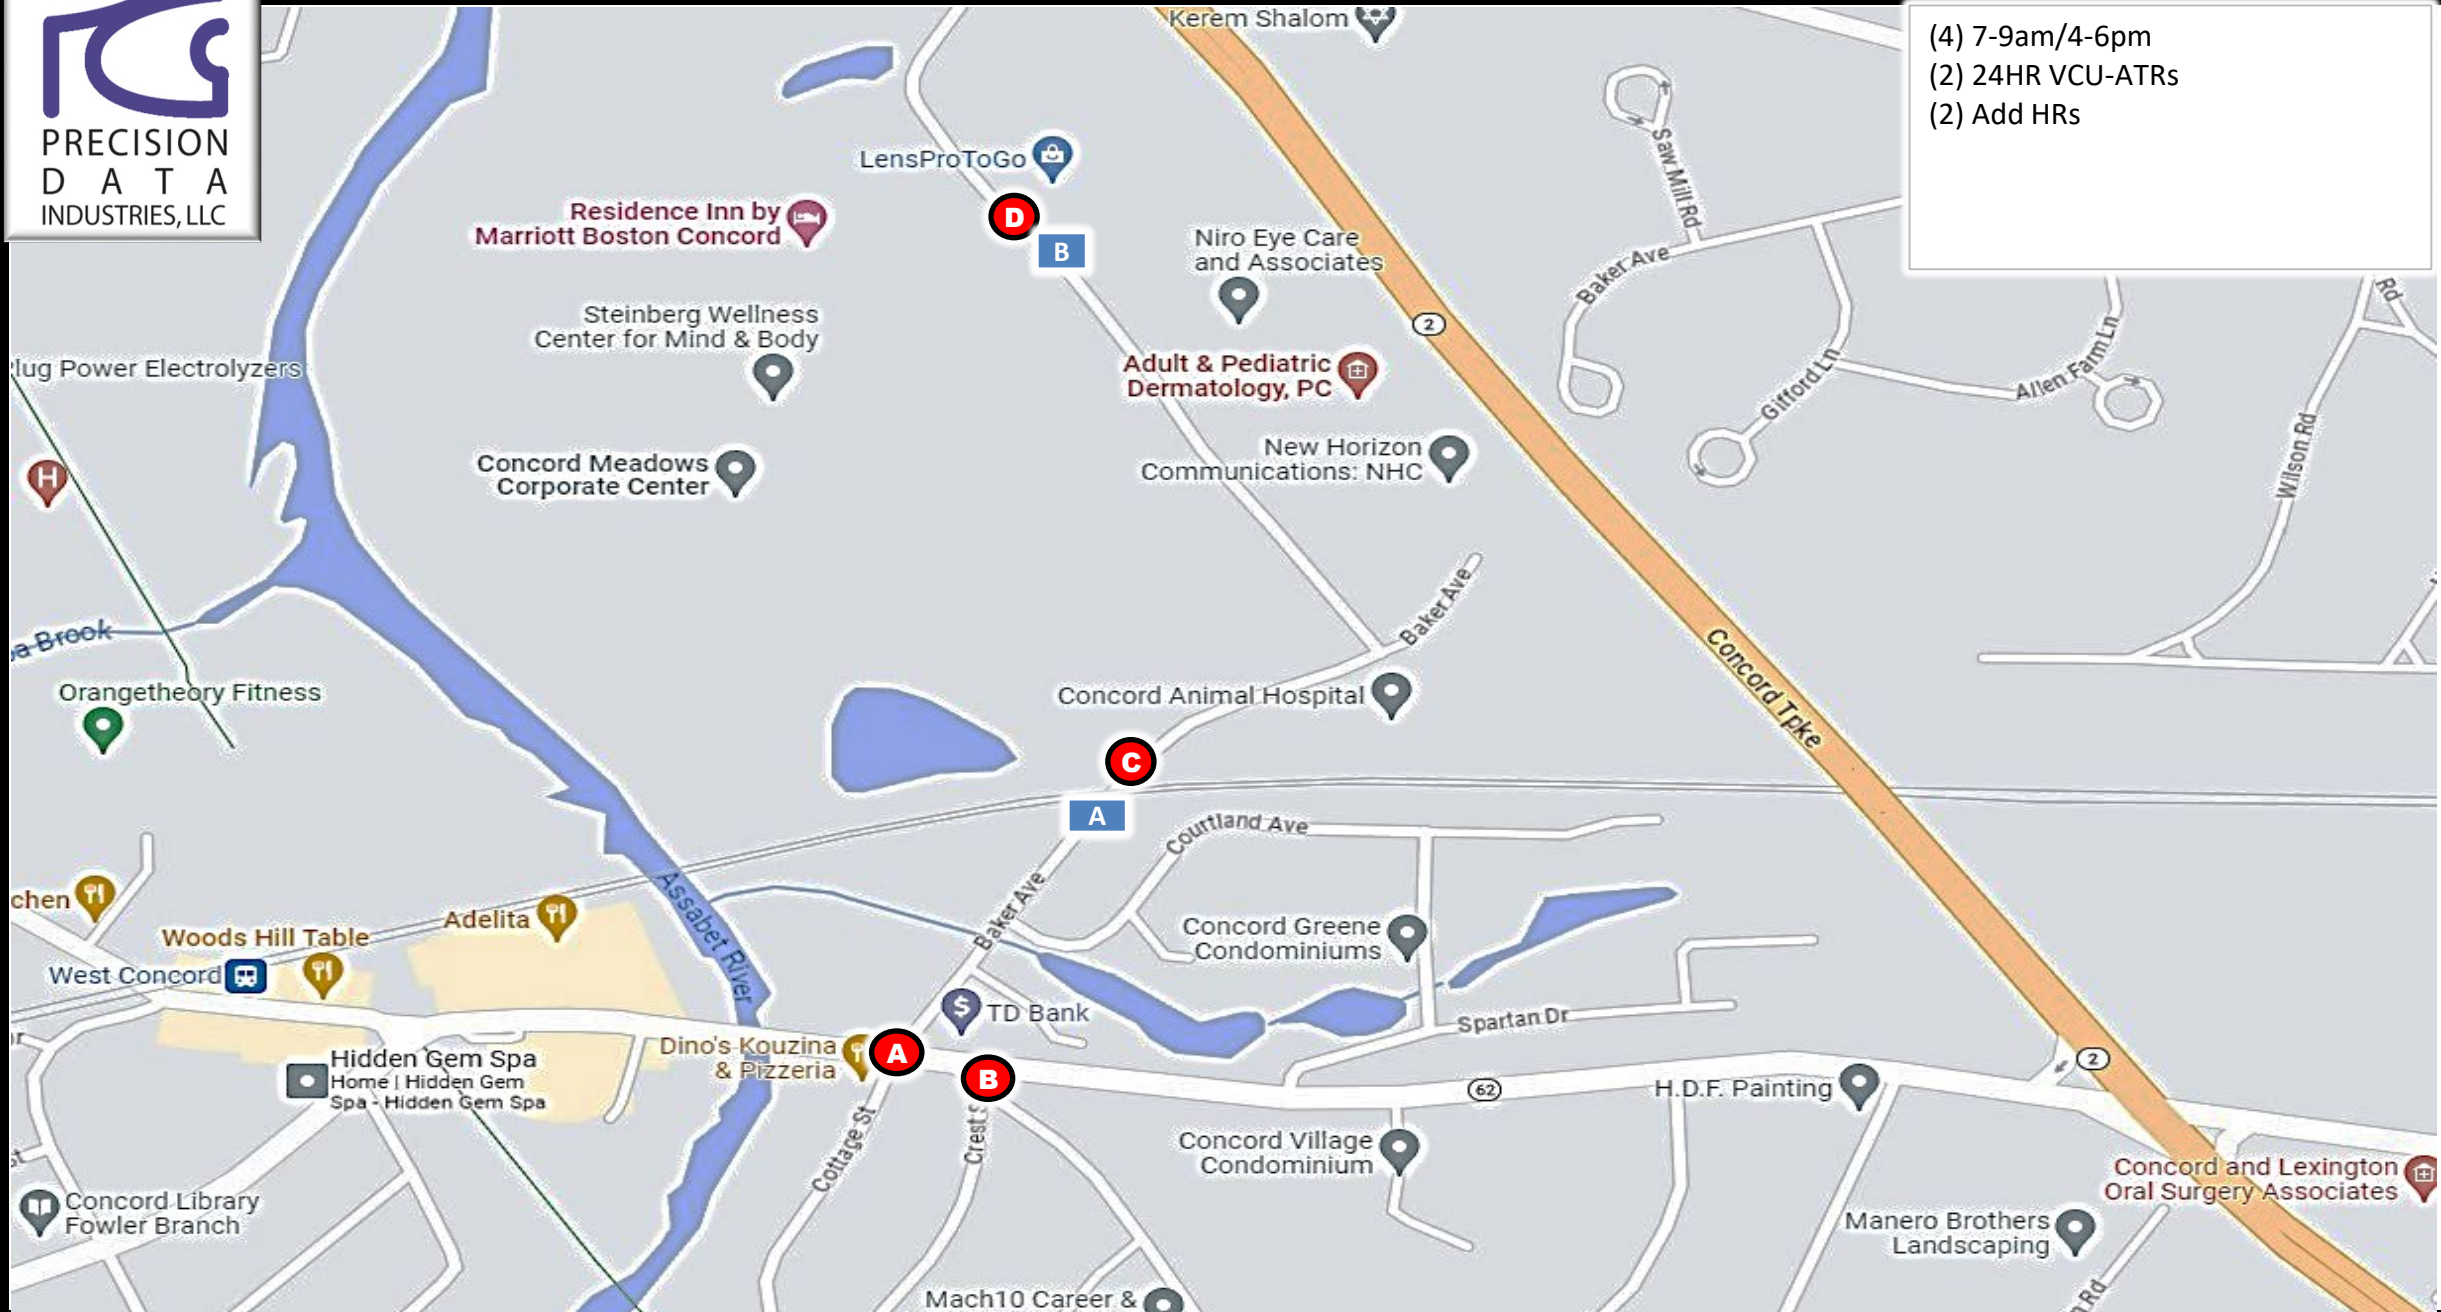 PRECISION
DATA
INDUSTRIES, LLC
(4) 7-9am/4-6pm
(2) 24HR VCU-ATRs
(2) Add HRs
Kerem Shalom
LensProToGo
D
B
Residence Inn by
Marriott Boston Concord
Niro Eye Care
and Associates
Saw Mill Rd
Baker Ave
Rd
Steinberg Wellness
Center for Mind & Body
2
lug Power Electrolyzers
Adult & Pediatric
Dermatology, PC
Gifford Ln
Allen Farm Ln
Wilson Rd
H
Concord Meadows
Corporate Center
New Horizon
Communications: NHC
Baker Ave
a Brook
Concord Tpke
Orangetheory Fitness
Concord Animal Hospital
C
A
Courtland Ave
chen
Adelita
Assabet River
Baker Ave
Woods Hill Table
Concord Greene
Condominiums
West Concord
TD Bank
Spartan Dr
r
Dino's Kouzina
& Pizzeria
A
B
Hidden Gem Spa
Home | Hidden Gem
Spa - Hidden Gem Spa
62
H.D.F. Painting
2
Cottage St
Crest S
st
Concord Village
Condominium
Concord and Lexington
Oral Surgery Associates
Concord Library
Fowler Branch
Manero Brothers
Landscaping
Mach10 Career &
n Rd